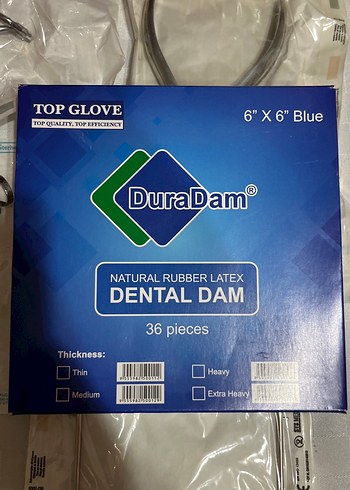 TOP GLOVE
TOP QUALITY, TOP EFFICIENCY
6” X 6” Blue
DuraDam®
NATURAL RUBBER LATEX
DENTAL DAM
36 pieces
Thickness:
Thin
Heavy
Medium
Extra Heavy